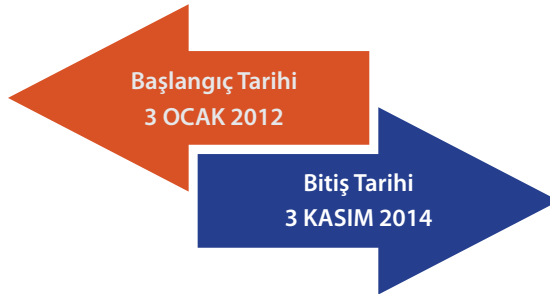 Başlangıç Tarihi
3 OCAK 2012
Bitiş Tarihi
3 KASIM 2014